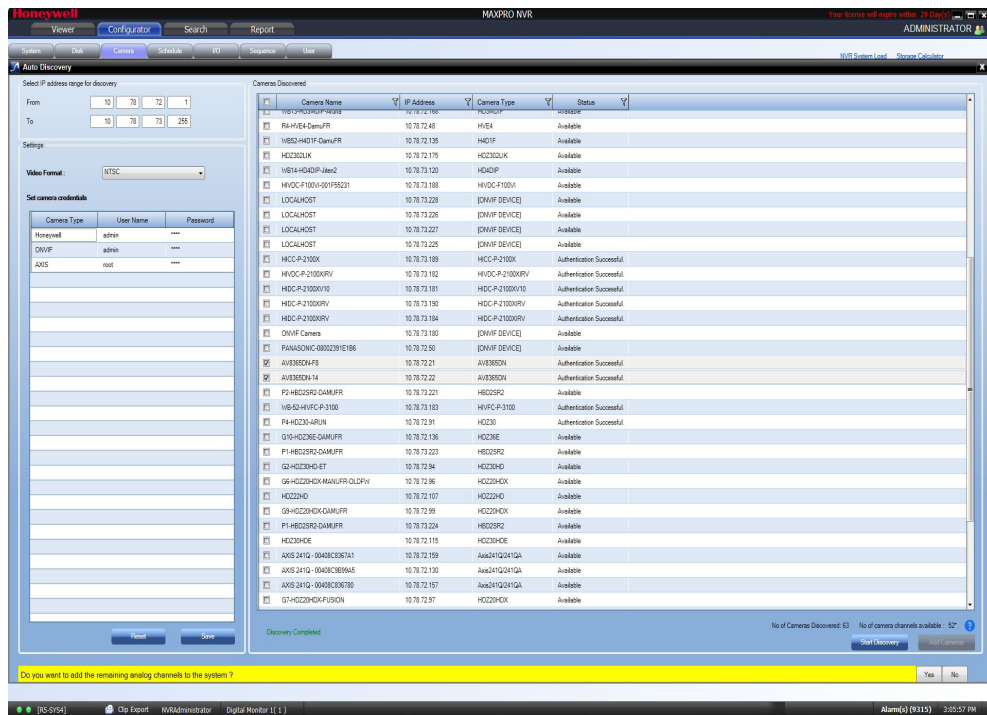 Honeywell
MAXPRO NVR
Your license will expire within 29 Day(s)
Viewer Configurator Search Report
ADMINISTRATOR
System Disk Camera Schedule I/O Sequence User
NVR System Load Storage Calculator
Auto Discovery
Select IP address range for discovery
From 10 78 72 1
To 10 78 73 255
Settings
Video Format : NTSC
Set camera credentials
Camera Type User Name Password
Honeywell admin ****
ONVIF admin ****
AXIS root ****
Reset Save
Cameras Discovered
Camera Name IP Address Camera Type Status
R4-HVE4-DamuFR 10.78.72.48 HVE4 Available
WB52-H4D1F-DamuFR 10.78.72.135 H4D1F Available
HDZ302LIK 10.78.72.175 HDZ302LIK Available
WB14-HD4DIP-Jiten2 10.78.73.120 HD4DIP Available
HIVDC-F100VI-001F55231 10.78.73.188 HIVDC-F100VI Available
LOCALHOST 10.78.73.228 [ONVIF DEVICE] Available
LOCALHOST 10.78.73.226 [ONVIF DEVICE] Available
LOCALHOST 10.78.73.227 [ONVIF DEVICE] Available
LOCALHOST 10.78.73.225 [ONVIF DEVICE] Available
HICC-P-2100X 10.78.73.189 HICC-P-2100X Authentication Successful.
HIVDC-P-2100XIRV 10.78.73.182 HIVDC-P-2100XIRV Authentication Successful.
HIDC-P-2100XV10 10.78.73.181 HIDC-P-2100XV10 Authentication Successful.
HIDC-P-2100XIRV 10.78.73.190 HIDC-P-2100XIRV Authentication Successful.
HIDC-P-2100XIRV 10.78.73.184 HIDC-P-2100XIRV Authentication Successful.
ONVIF Camera 10.78.73.180 [ONVIF DEVICE] Available
PANASONIC-08002391E1B6 10.78.72.50 [ONVIF DEVICE] Available
AV8365DN-F8 10.78.72.21 AV8365DN Authentication Successful.
AV8365DN-14 10.78.72.22 AV8365DN Authentication Successful.
P2-HBD2SR2-DAMUFR 10.78.73.221 HBD2SR2 Available
WB-52-HIVFC-P-3100 10.78.73.183 HIVFC-P-3100 Authentication Successful.
P4-HDZ30-ARUN 10.78.72.91 HDZ30 Authentication Successful.
G10-HDZ36E-DAMUFR 10.78.72.136 HDZ36E Available
P1-HBD2SR2-DAMUFR 10.78.73.223 HBD2SR2 Available
G2-HDZ30HD-ET 10.78.72.94 HDZ30HD Available
G6-HDZ20HDX-MANUFR-OLDFW 10.78.72.96 HDZ20HDX Available
HDZ22HD 10.78.72.107 HDZ22HD Available
G9-HDZ20HDX-DAMUFR 10.78.72.99 HDZ20HDX Available
P1-HBD2SR2-DAMUFR 10.78.73.224 HBD2SR2 Available
HDZ30HDE 10.78.72.115 HDZ30HDE Available
AXIS 241Q - 00408C8367A1 10.78.72.159 Axis241Q/241QA Available
AXIS 241Q - 00408C9B99A5 10.78.72.130 Axis241Q/241QA Available
AXIS 241Q - 00408C836780 10.78.72.157 Axis241Q/241QA Available
G7-HDZ20HDX-FUSION 10.78.72.97 HDZ20HDX Available
Discovery Completed
No of Cameras Discovered: 63 No of camera channels available : 52*
Start Discovery Add Cameras
Do you want to add the remaining analog channels to the system ? Yes No
[RS-SYS4] Clip Export NVRAdministrator Digital Monitor 1( 1 ) Alarm(s) (9315) 3:05:57 PM